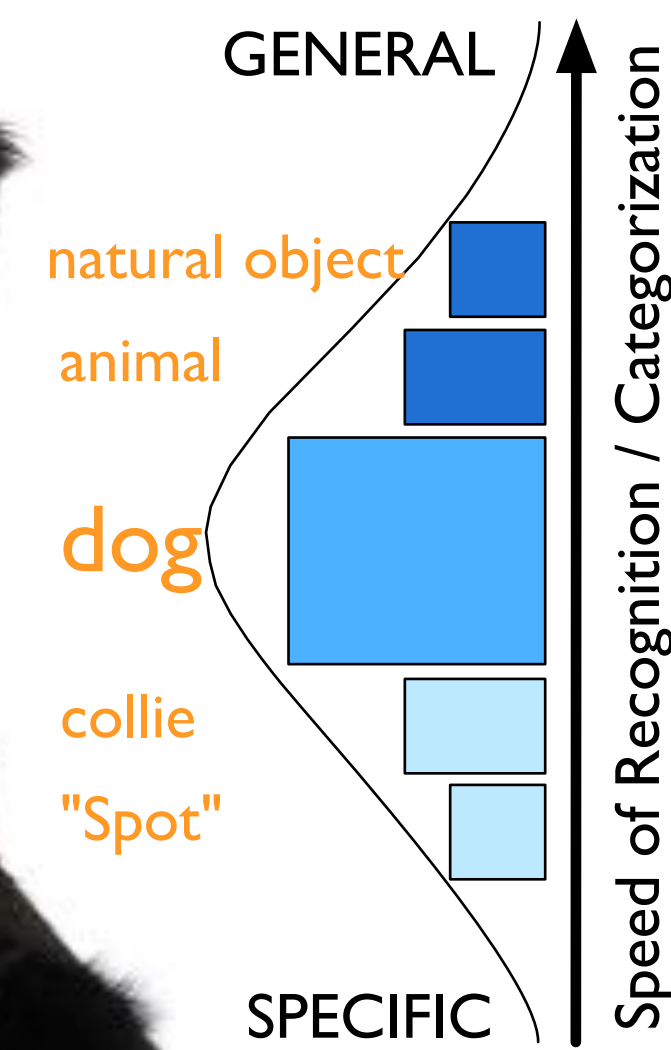 GENERAL
natural object
animal
dog
collie
"Spot"
SPECIFIC
Speed of Recognition / Categorization